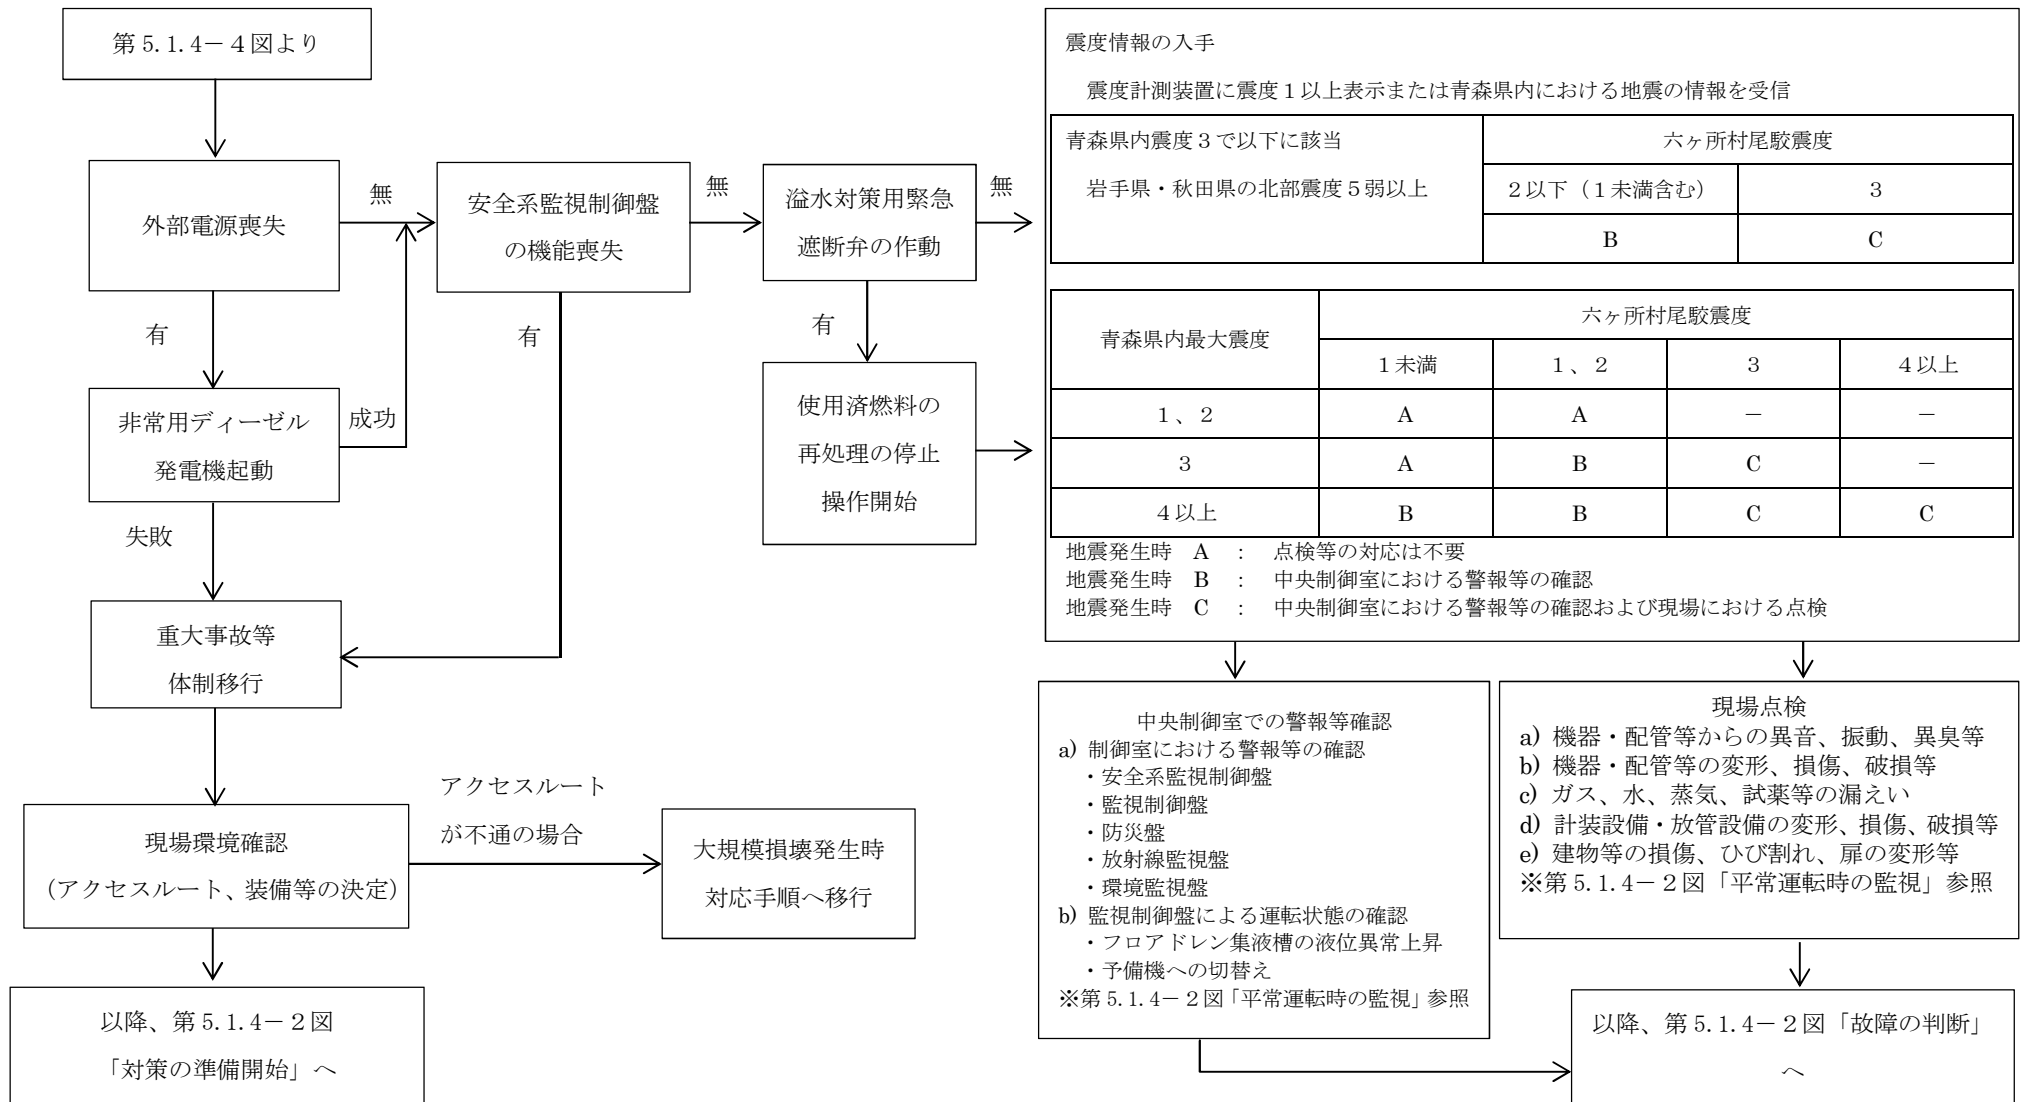 第5.1.4－４図より
外部電源喪失
無
有
非常用ディーゼル
発電機起動
成功
失敗
安全系監視制御盤
の機能喪失
無
有
溢水対策用緊急
遮断弁の作動
無
有
使用済燃料の
再処理の停止
操作開始
重大事故等
体制移行
現場環境確認
（アクセスルート、装備等の決定）
アクセスルート
が不通の場合
大規模損壊発生時
対応手順へ移行
以降、第5.1.4－２図
「対策の準備開始」へ
震度情報の入手
震度計測装置に震度１以上表示または青森県内における地震の情報を受信
青森県内震度３で以下に該当
岩手県・秋田県の北部震度５弱以上
六ヶ所村尾駮震度
２以下（１未満含む） ３
B C
青森県内最大震度
六ヶ所村尾駮震度
１未満 １、２ ３ ４以上
１、２ A A － －
３ A B C －
４以上 B B C C
地震発生時 A ： 点検等の対応は不要
地震発生時 B ： 中央制御室における警報等の確認
地震発生時 C ： 中央制御室における警報等の確認および現場における点検
中央制御室での警報等確認
a) 制御室における警報等の確認
・安全系監視制御盤
・監視制御盤
・防災盤
・放射線監視盤
・環境監視盤
b) 監視制御盤による運転状態の確認
・フロアドレン集液槽の液位異常上昇
・予備機への切替え
※第5.1.4－２図「平常運転時の監視」参照
現場点検
a) 機器・配管等からの異音、振動、異臭等
b) 機器・配管等の変形、損傷、破損等
c) ガス、水、蒸気、試薬等の漏えい
d) 計装設備・放管設備の変形、損傷、破損等
e) 建物等の損傷、ひび割れ、扉の変形等
※第5.1.4－２図「平常運転時の監視」参照
以降、第5.1.4－２図「故障の判断」
へ